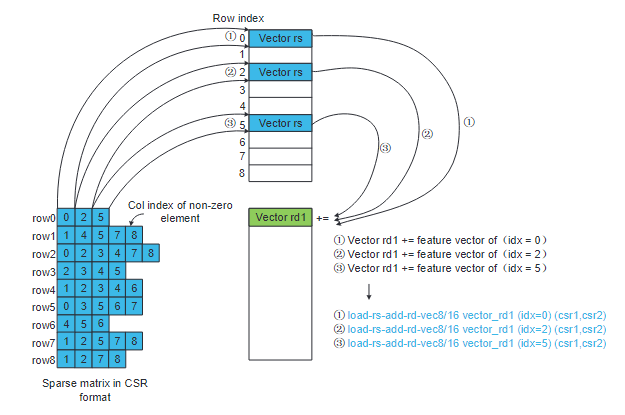 Row index
① 0 Vector rs
1
② 2 Vector rs
3
4
③ 5 Vector rs
6
7
8
①
②
③
Col index of non-zero
element
row0 0 2 5
row1 1 4 5 7 8
row2 0 2 3 4 7 8
row3 2 3 4 5
row4 1 2 3 4 6
row5 0 3 5 6 7
row6 4 5 6
row7 1 2 5 7 8
row8 1 2 7 8
Sparse matrix in CSR
format
Vector rd1 +=
① Vector rd1 += feature vector of（idx = 0）
② Vector rd1 += feature vector of（idx = 2）
③ Vector rd1 += feature vector of（idx = 5）
① load-rs-add-rd-vec8/16 vector_rd1 (idx=0) (csr1,csr2)
② load-rs-add-rd-vec8/16 vector_rd1 (idx=2) (csr1,csr2)
③ load-rs-add-rd-vec8/16 vector_rd1 (idx=5) (csr1,csr2)